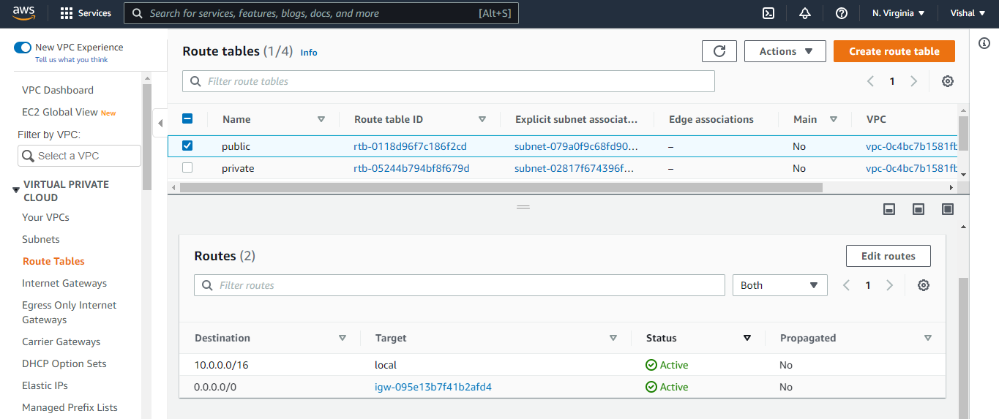 aws Services Search for services, features, blogs, docs, and more [Alt+S] N. Virginia Vishal
New VPC Experience
Tell us what you think
VPC Dashboard
EC2 Global View New
Filter by VPC:
Select a VPC
VIRTUAL PRIVATE
CLOUD
Your VPCs
Subnets
Route Tables
Internet Gateways
Egress Only Internet
Gateways
Carrier Gateways
DHCP Option Sets
Elastic IPs
Managed Prefix Lists
Route tables (1/4) Info Actions Create route table
Filter route tables 1
Name Route table ID Explicit subnet associat... Edge associations Main VPC
public rtb-0118d96f7c186f2cd subnet-079a0f9c68fd90... – No vpc-0c4bc7b1581fb
private rtb-05244b794bf8f679d subnet-02817f674396f... – No vpc-0c4bc7b1581fb
Routes (2) Edit routes
Filter routes Both 1
Destination Target Status Propagated
10.0.0.0/16 local Active No
0.0.0.0/0 igw-095e13b7f41b2afd4 Active No